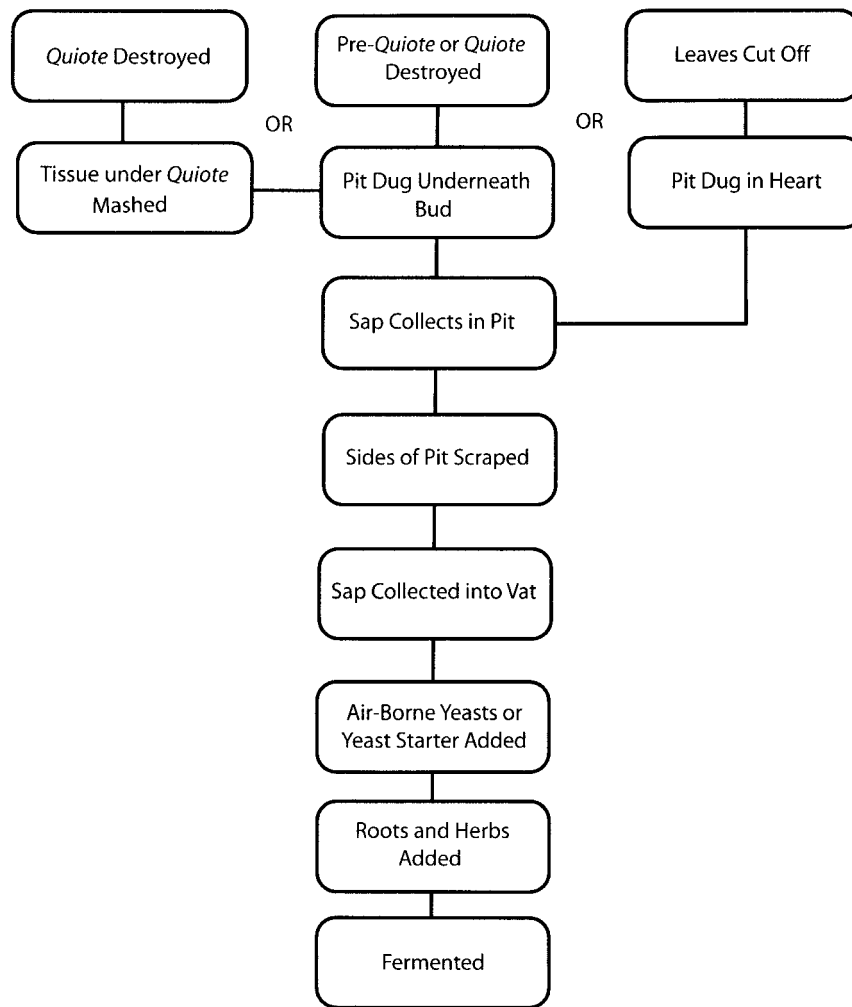 Quiote Destroyed
Pre-Quiote or Quiote
Destroyed
Leaves Cut Off
OR
OR
Tissue under Quiote
Mashed
Pit Dug Underneath
Bud
Pit Dug in Heart
Sap Collects in Pit
Sides of Pit Scraped
Sap Collected into Vat
Air-Borne Yeasts or
Yeast Starter Added
Roots and Herbs
Added
Fermented